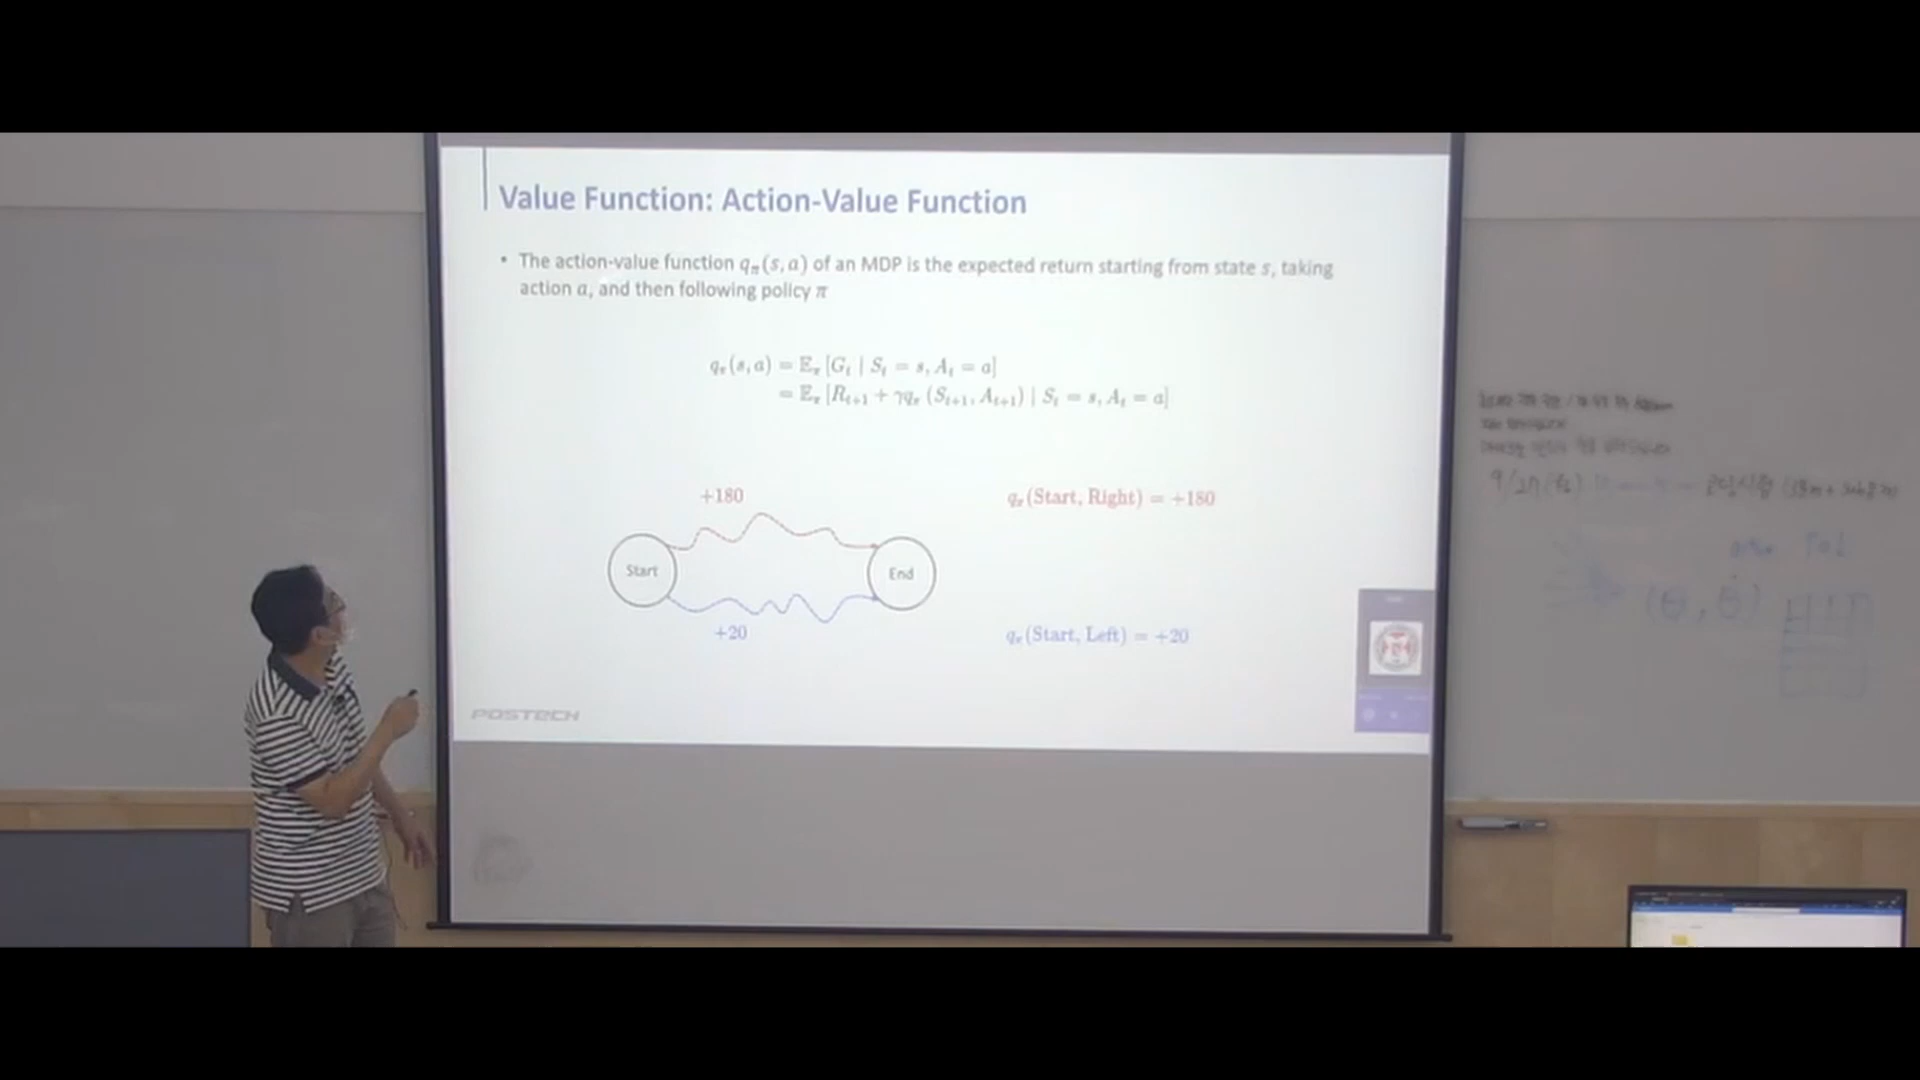 Value Function: Action-Value Function
• The action-value function qπ(s, a) of an MDP is the expected return starting from state s, taking
action a, and then following policy π
qπ(s, a) = 𝔼π [Gt | St = s, At = a]
= 𝔼π [Rt+1 + γqπ (St+1, At+1) | St = s, At = a]
+180
qπ(Start, Right) = +180
Start
End
+20
qπ(Start, Left) = +20
POSTECH
(θ, θ̇)